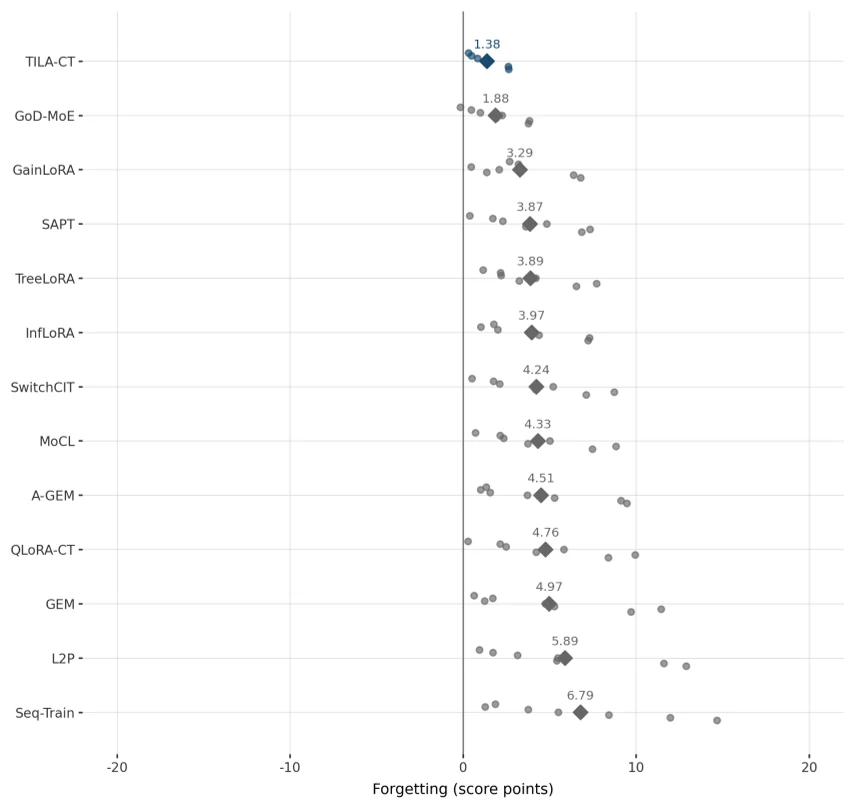 1.38
TILA-CT
1.88
GoD-MoE
3.29
GainLoRA
3.87
SAPT
3.89
TreeLoRA
3.97
InfLoRA
4.24
SwitchCIT
4.33
MoCL
4.51
A-GEM
4.76
QLoRA-CT
4.97
GEM
5.89
L2P
6.79
Seq-Train
-20 -10 0 10 20
Forgetting (score points)